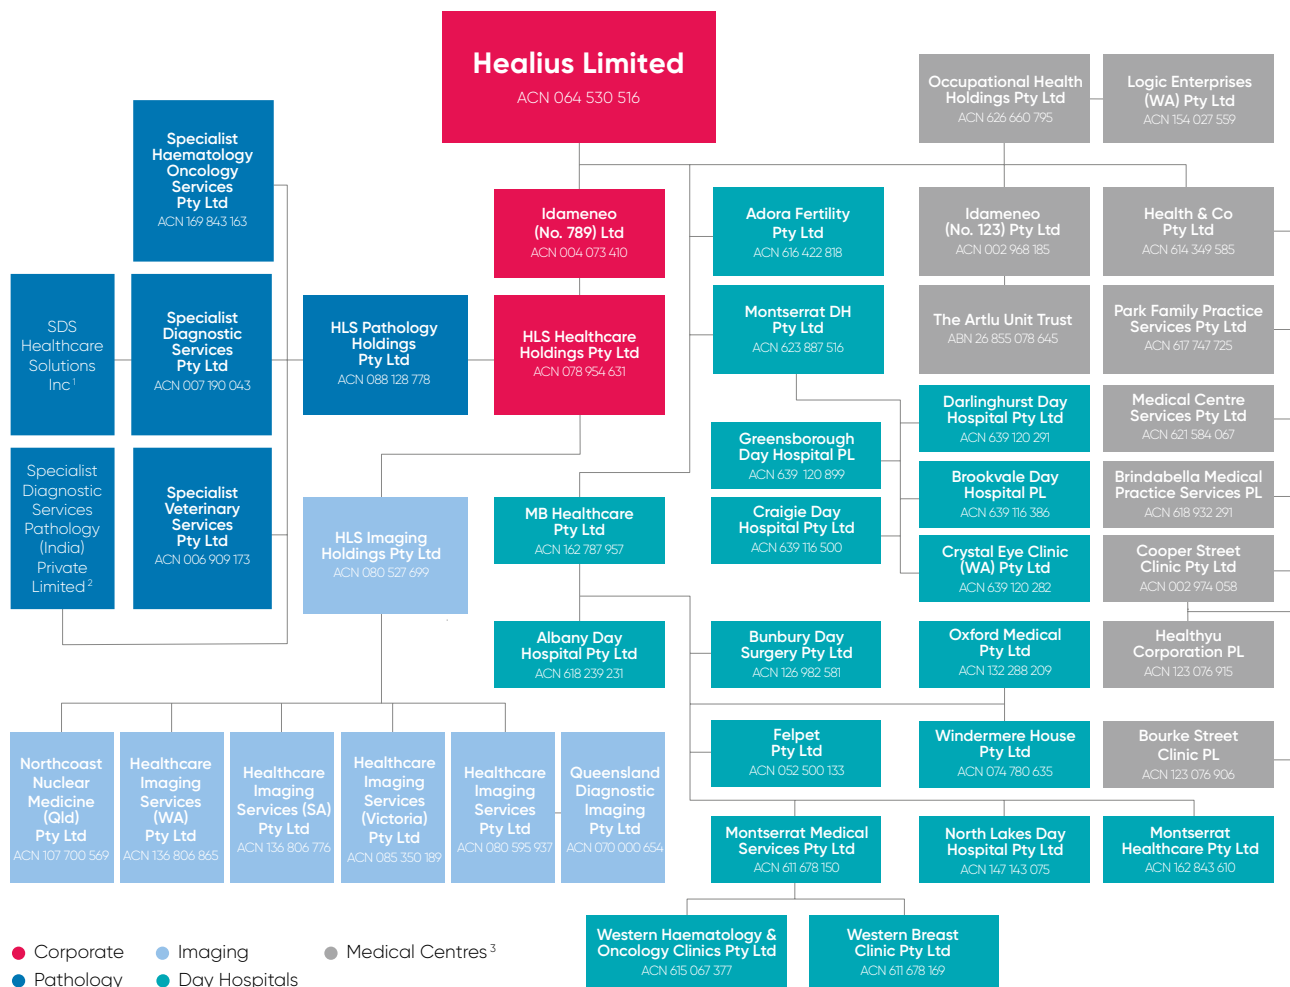 Healius Limited
ACN 064 530 516
Occupational Health
Holdings Pty Ltd
ACN 626 660 795
Logic Enterprises
(WA) Pty Ltd
ACN 154 027 559
Specialist
Haematology
Oncology
Services
Pty Ltd
ACN 169 843 163
Idameneo
(No. 789) Ltd
ACN 004 073 410
Adora Fertility
Pty Ltd
ACN 616 422 818
Idameneo
(No. 123) Pty Ltd
ACN 002 968 185
Health & Co
Pty Ltd
ACN 614 349 585
SDS
Healthcare
Solutions
Inc 1
Specialist
Diagnostic
Services
Pty Ltd
ACN 007 190 043
HLS Pathology
Holdings
Pty Ltd
ACN 088 128 778
HLS Healthcare
Holdings Pty Ltd
ACN 078 954 631
Montserrat DH
Pty Ltd
ACN 623 887 516
The Artlu Unit Trust
ABN 26 855 078 645
Park Family Practice
Services Pty Ltd
ACN 617 747 725
Darlinghurst Day
Hospital Pty Ltd
ACN 639 120 291
Medical Centre
Services Pty Ltd
ACN 621 584 067
Greensborough
Day Hospital PL
ACN 639 120 899
Brookvale Day
Hospital PL
ACN 639 116 386
Brindabella Medical
Practice Services PL
ACN 618 932 291
Specialist
Diagnostic
Services
Pathology
(India)
Private
Limited 2
Specialist
Veterinary
Services
Pty Ltd
ACN 006 909 173
HLS Imaging
Holdings Pty Ltd
ACN 080 527 699
MB Healthcare
Pty Ltd
ACN 162 787 957
Craigie Day
Hospital Pty Ltd
ACN 639 116 500
Crystal Eye Clinic
(WA) Pty Ltd
ACN 639 120 282
Cooper Street
Clinic Pty Ltd
ACN 002 974 058
Albany Day
Hospital Pty Ltd
ACN 618 239 231
Bunbury Day
Surgery Pty Ltd
ACN 126 982 581
Oxford Medical
Pty Ltd
ACN 132 288 209
Healthyu
Corporation PL
ACN 123 076 915
Felpet
Pty Ltd
ACN 052 500 133
Windermere House
Pty Ltd
ACN 074 780 635
Bourke Street
Clinic PL
ACN 123 076 906
Northcoast
Nuclear
Medicine
(Qld)
Pty Ltd
ACN 107 700 569
Healthcare
Imaging
Services
(WA)
Pty Ltd
ACN 136 806 865
Healthcare
Imaging
Services (SA)
Pty Ltd
ACN 136 806 776
Healthcare
Imaging
Services
(Victoria)
Pty Ltd
ACN 085 350 189
Healthcare
Imaging
Services
Pty Ltd
ACN 080 595 937
Queensland
Diagnostic
Imaging
Pty Ltd
ACN 070 000 654
Montserrat Medical
Services Pty Ltd
ACN 611 678 150
North Lakes Day
Hospital Pty Ltd
ACN 147 143 075
Montserrat
Healthcare Pty Ltd
ACN 162 843 610
Western Haematology &
Oncology Clinics Pty Ltd
ACN 615 067 377
Western Breast
Clinic Pty Ltd
ACN 611 678 169
Corporate
Imaging
Medical Centres 3
Pathology
Day Hospitals